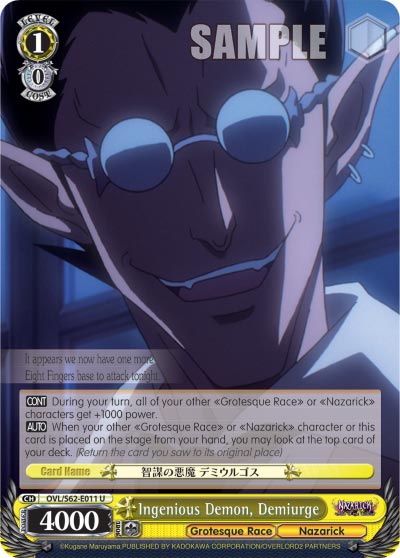 LEVEL
1
0
COST
SAMPLE
It appears we now have one more
Eight Fingers base to attack tonight.
CONT During your turn, all of your other «Grotesque Race» or «Nazarick»
characters get +1000 power.
AUTO When your other «Grotesque Race» or «Nazarick» character or this
card is placed on the stage from your hand, you may look at the top card of
your deck. (Return the card you saw to its original place)
Card Name 智謀の悪魔 デミウルゴス
CH OVL/S62-E011 U
POWER 4000 Ingenious Demon, Demiurge
Grotesque Race Nazarick
NAZARICK
©Kugane Maruyama,PUBLISHED BY KADOKAWA CORPORATION/OVERLORD2 PARTNERS